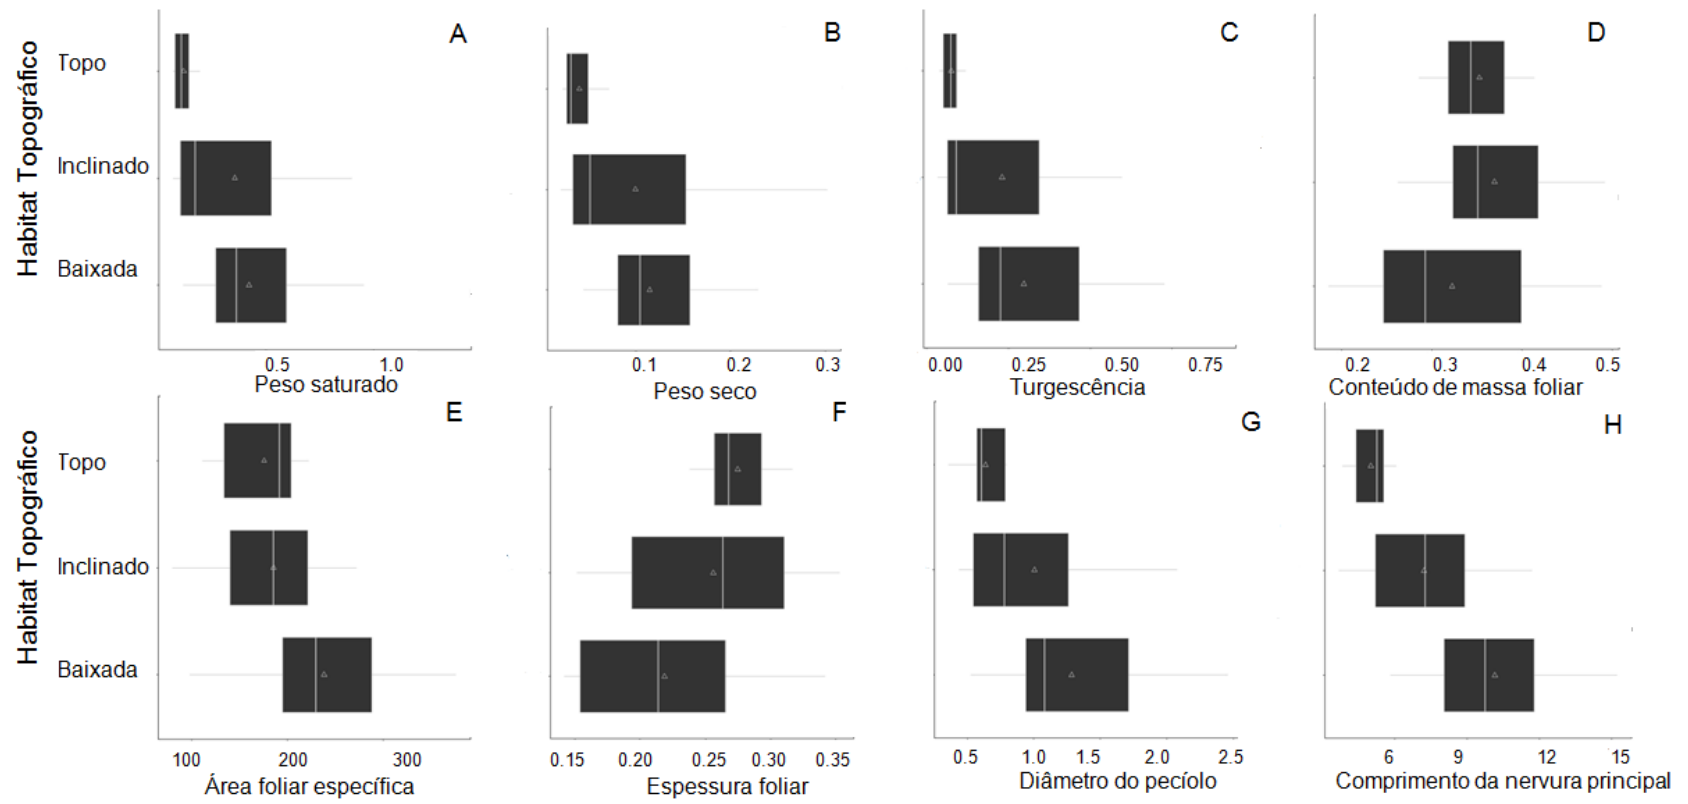 A
B
C
D
Habitat Topográfico
Topo
Inclinado
Baixada
0.5 1.0
Peso saturado
0.1 0.2 0.3
Peso seco
0.00 0.25 0.50 0.75
Turgescência
0.2 0.3 0.4 0.5
Conteúdo de massa foliar
E
F
G
H
Habitat Topográfico
Topo
Inclinado
Baixada
100 200 300
Área foliar específica
0.15 0.20 0.25 0.30 0.35
Espessura foliar
0.5 1.0 1.5 2.0 2.5
Diâmetro do pecíolo
6 9 12 15
Comprimento da nervura principal